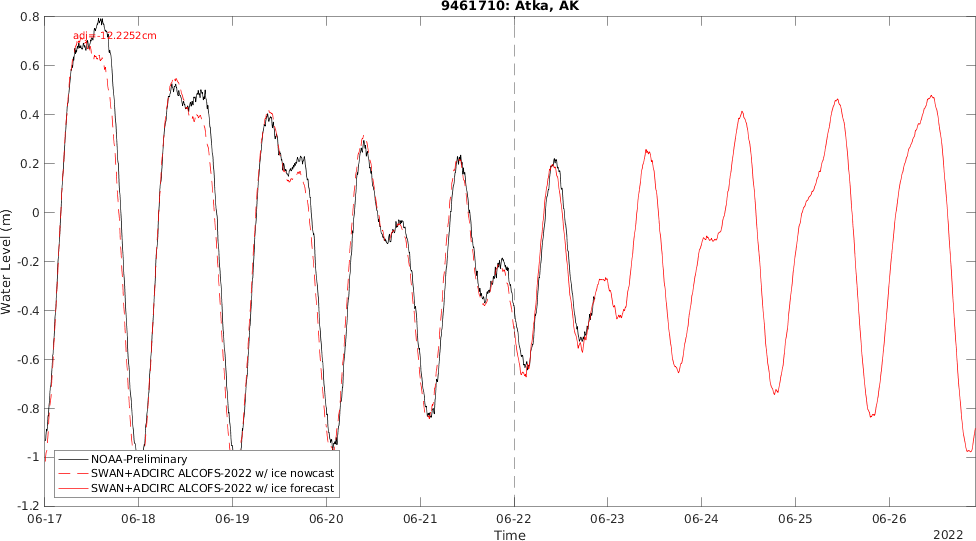 9461710: Atka, AK
adj=-12.2252cm
Water Level (m)
0.8
0.6
0.4
0.2
0
-0.2
-0.4
-0.6
-0.8
-1
-1.2
NOAA-Preliminary
SWAN+ADCIRC ALCOFS-2022 w/ ice nowcast
SWAN+ADCIRC ALCOFS-2022 w/ ice forecast
06-17 06-18 06-19 06-20 06-21 06-22 06-23 06-24 06-25 06-26
Time
2022